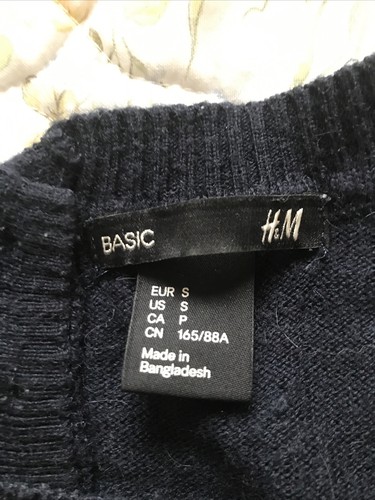 BASIC H&M
EUR S
US S
CA P
CN 165/88A
Made in
Bangladesh